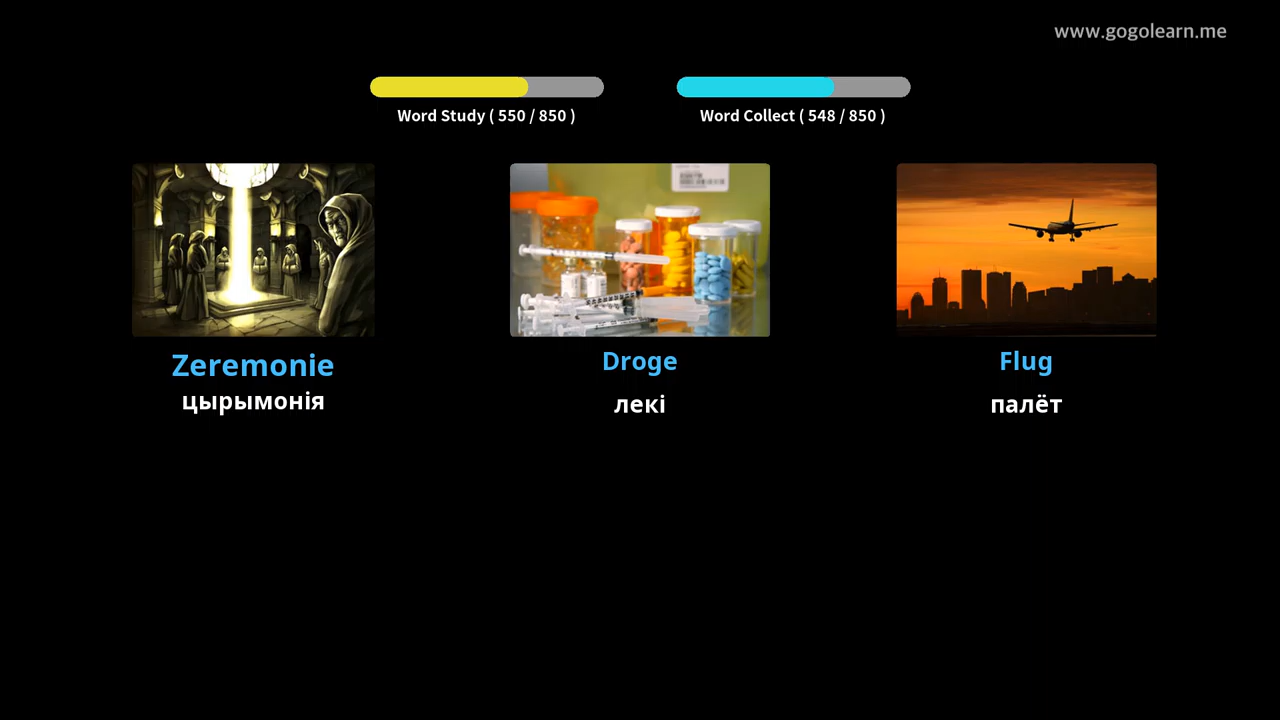 www.gogolearn.me
Word Study ( 550 / 850 )
Word Collect ( 548 / 850 )
Zeremonie
цырымонія
Droge
лекі
Flug
палёт